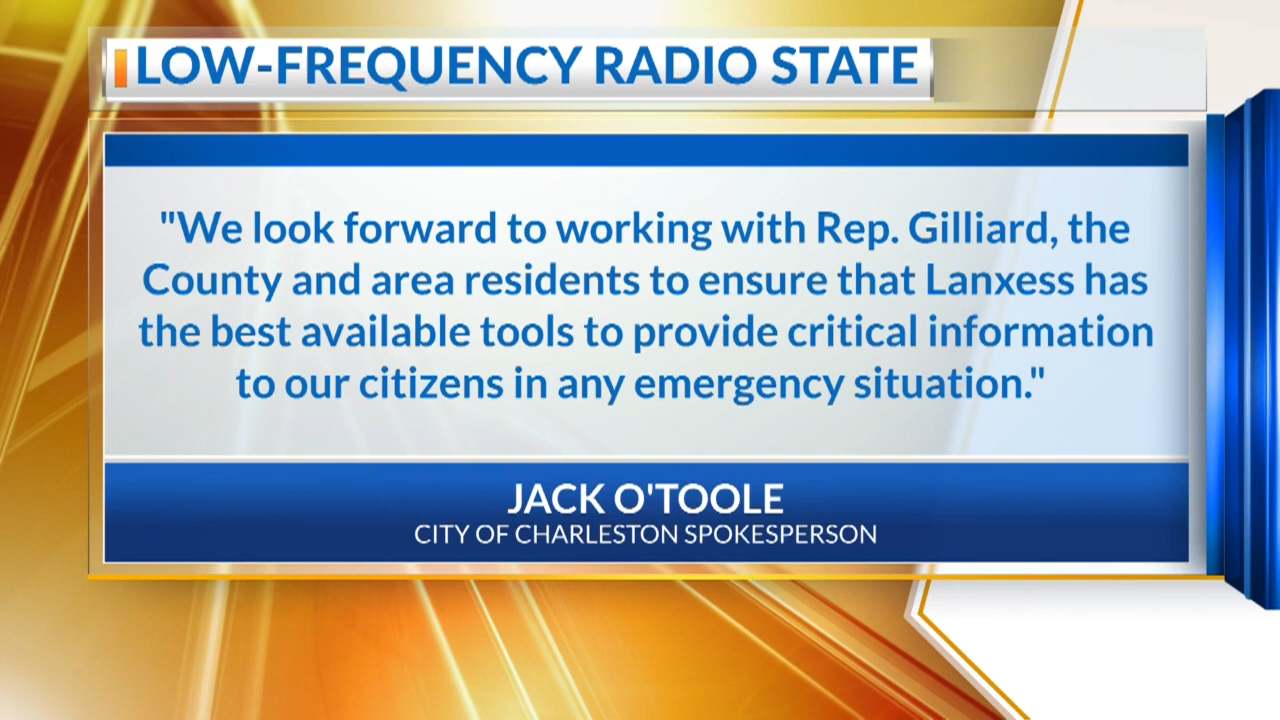 LOW-FREQUENCY RADIO STATE
"We look forward to working with Rep. Gilliard, the
County and area residents to ensure that Lanxess has
the best available tools to provide critical information
to our citizens in any emergency situation."
JACK O'TOOLE
CITY OF CHARLESTON SPOKESPERSON